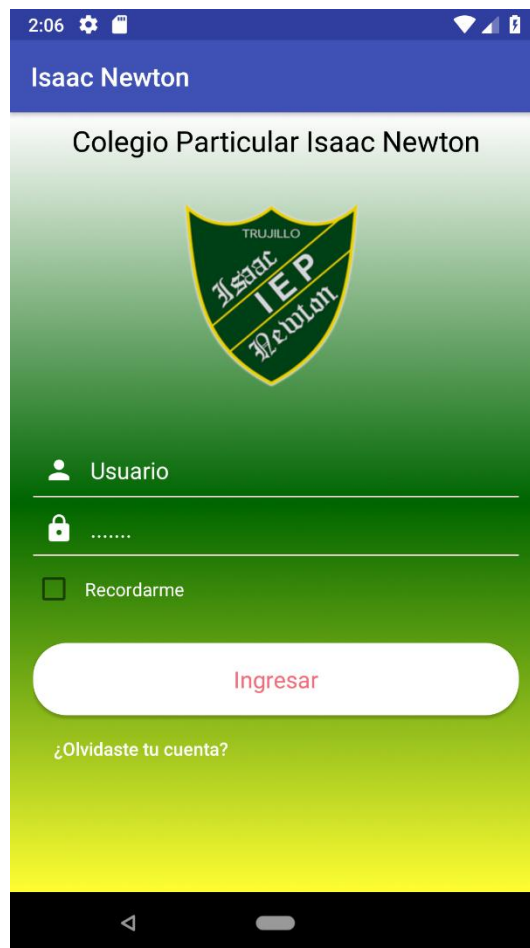 2:06
Isaac Newton
Colegio Particular Isaac Newton
TRUJILLO
Isaac
IEP
Newton
Usuario
.......
Recordarme
Ingresar
¿Olvidaste tu cuenta?